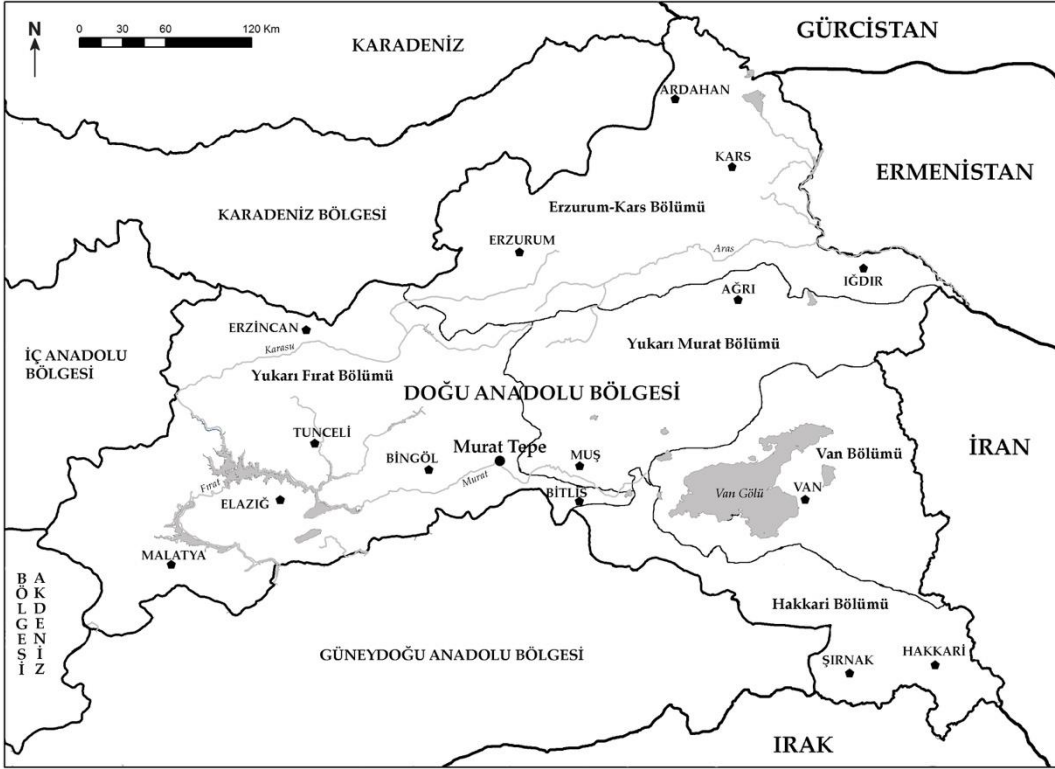 N
0 30 60 120 Km
KARADENİZ
GÜRCİSTAN
ARDAHAN
KARS
ERMENİSTAN
KARADENİZ BÖLGESİ
Erzurum-Kars Bölümü
ERZURUM
Aras
IĞDIR
AĞRI
ERZİNCAN
Karasu
Yukarı Murat Bölümü
İÇ ANADOLU
BÖLGESİ
Yukarı Fırat Bölümü
DOĞU ANADOLU BÖLGESİ
TUNCELİ
Murat Tepe
BİNGÖL
MUŞ
Van Bölümü
İRAN
Fırat
Murat
ELAZIĞ
BİTLİS
Van Gölü
VAN
MALATYA
AKDENİZ
BÖLGESİ
Hakkari Bölümü
GÜNEYDOĞU ANADOLU BÖLGESİ
ŞIRNAK
HAKKARİ
IRAK